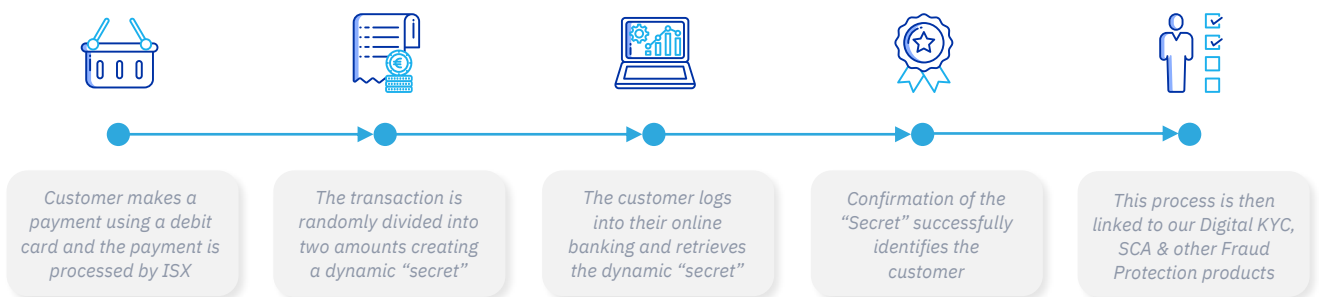 Customer makes a
payment using a debit
card and the payment is
processed by ISX
The transaction is
randomly divided into
two amounts creating
a dynamic “secret”
The customer logs
into their online
banking and retrieves
the dynamic “secret”
Confirmation of the
“Secret” successfully
identifies the
customer
This process is then
linked to our Digital KYC,
SCA & other Fraud
Protection products